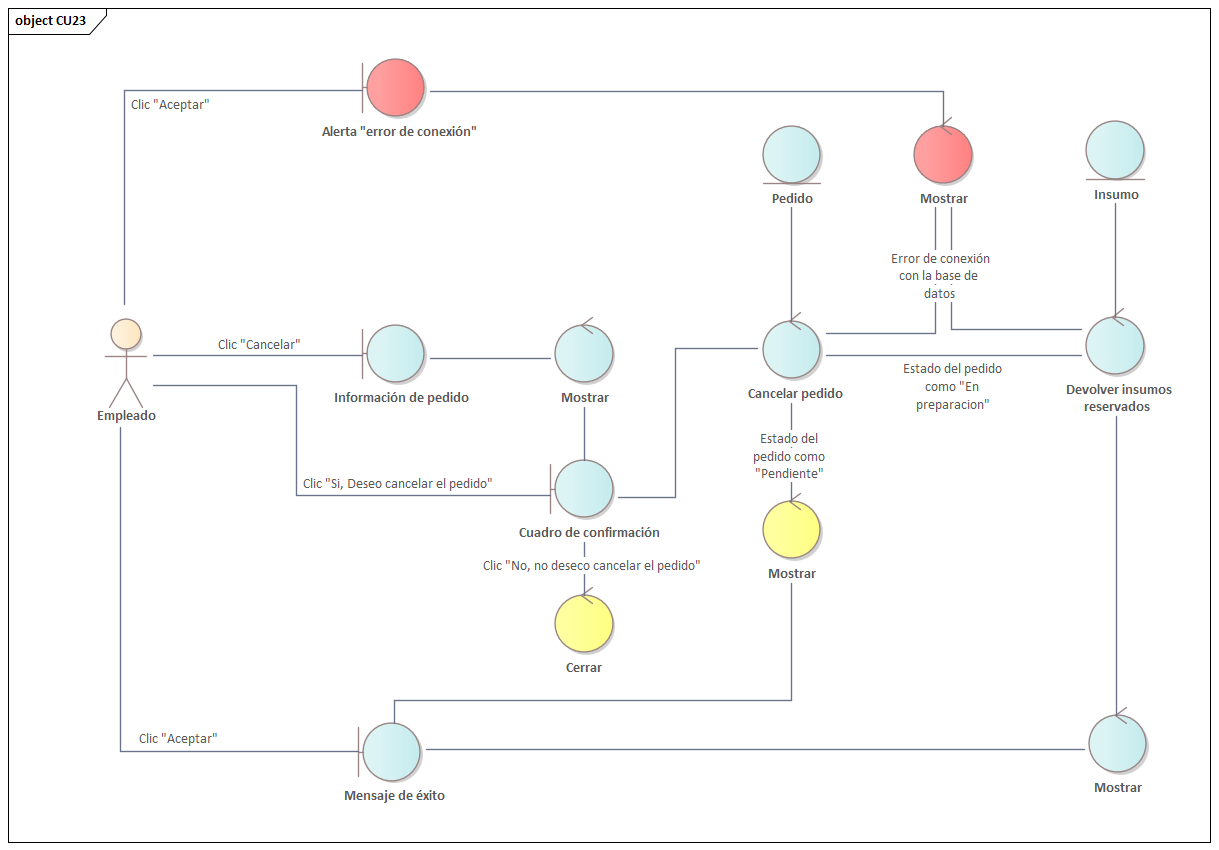 object CU23
Clic "Aceptar"
Alerta "error de conexión"
Pedido
Mostrar
Insumo
Error de conexión
con la base de
datos
Clic "Cancelar"
Información de pedido
Mostrar
Cancelar pedido
Estado del pedido
como "En
preparacion"
Devolver insumos
reservados
Empleado
Estado del
pedido como
"Pendiente"
Clic "Si, Deseo cancelar el pedido"
Cuadro de confirmación
Clic "No, no deseco cancelar el pedido"
Mostrar
Cerrar
Clic "Aceptar"
Mensaje de éxito
Mostrar